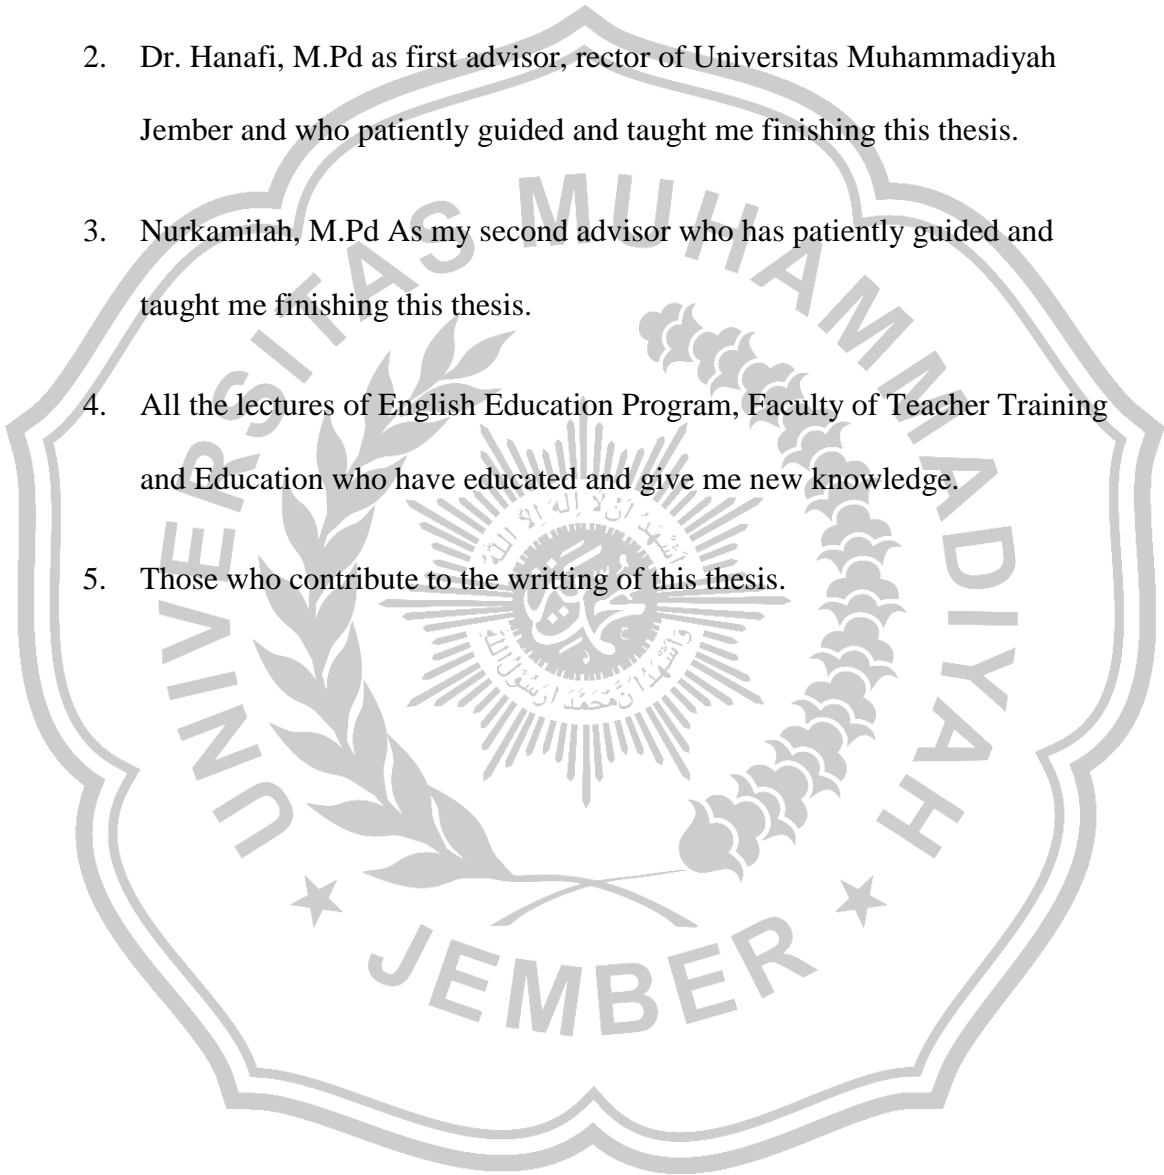 2. Dr. Hanafi, M.Pd as first advisor, rector of Universitas Muhammadiyah
Jember and who patiently guided and taught me finishing this thesis.
3. Nurkamilah, M.Pd As my second advisor who has patiently guided and
taught me finishing this thesis.
4. All the lectures of English Education Program, Faculty of Teacher Training
and Education who have educated and give me new knowledge.
5. Those who contribute to the writting of this thesis.
UNIVERSITAS MUHAMMADIYAH
JEMBER